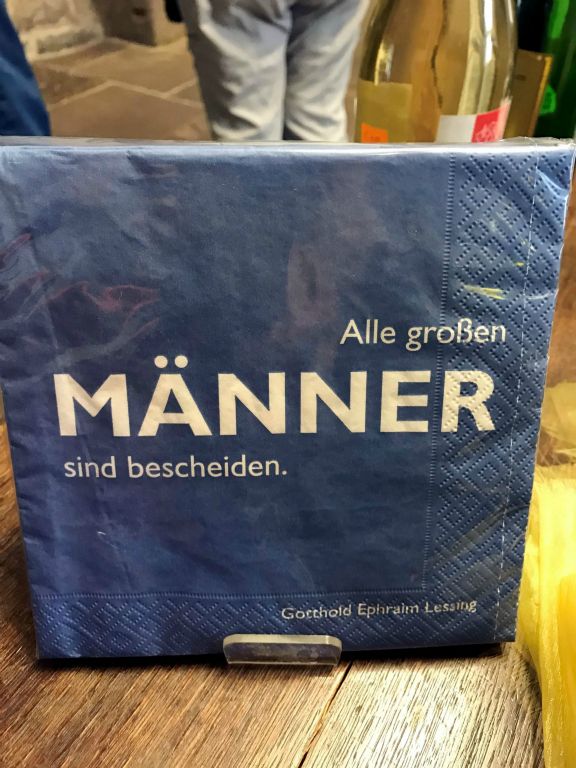 Alle großen
MÄNNER
sind bescheiden.
Gotthold Ephraim Lessing